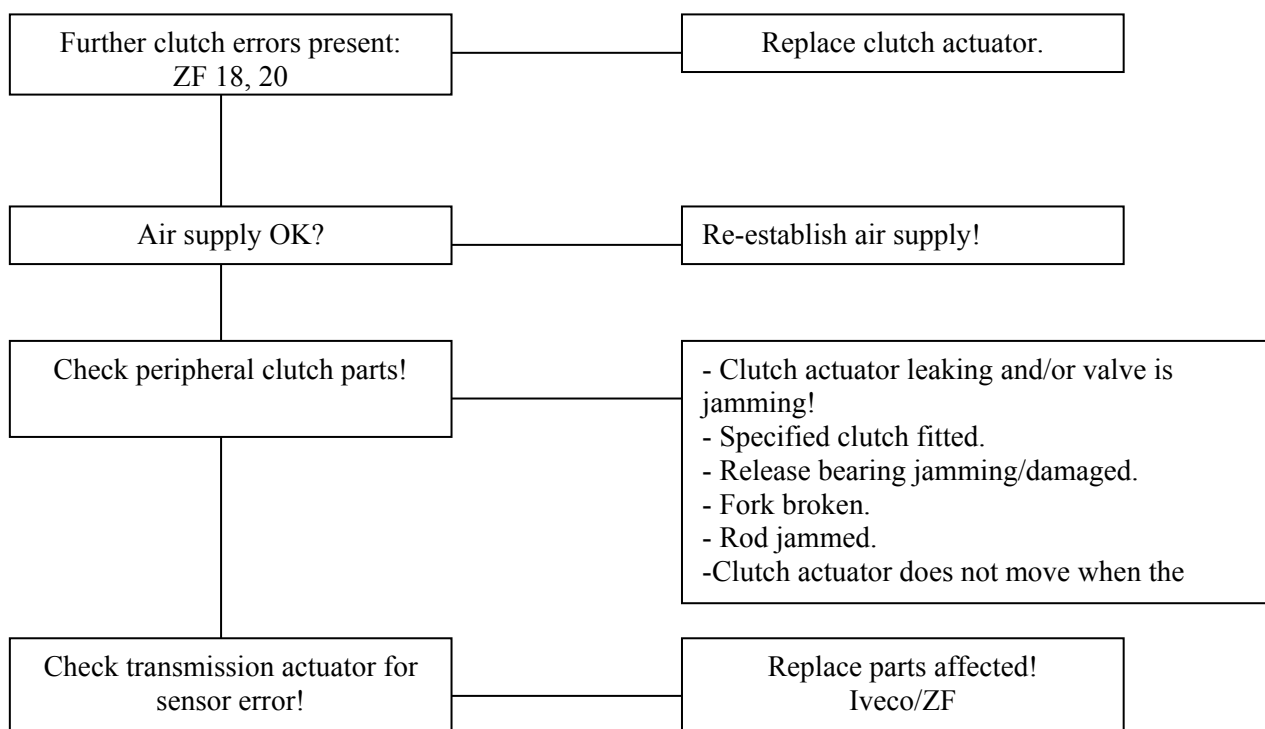 Further clutch errors present:
ZF 18, 20
Replace clutch actuator.
Air supply OK?
Re-establish air supply!
Check peripheral clutch parts!
- Clutch actuator leaking and/or valve is
jamming!
- Specified clutch fitted.
- Release bearing jamming/damaged.
- Fork broken.
- Rod jammed.
-Clutch actuator does not move when the
Check transmission actuator for
sensor error!
Replace parts affected!
Iveco/ZF